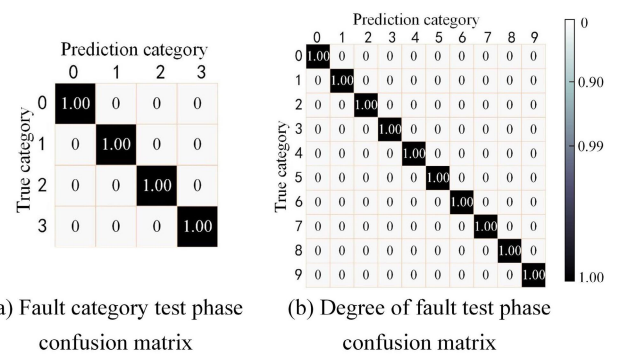 Prediction category
0 1 2 3
True category
0 1.00 0 0 0
1 0 1.00 0 0
2 0 0 1.00 0
3 0 0 0 1.00
a) Fault category test phase
confusion matrix
Prediction category
0 1 2 3 4 5 6 7 8 9
True category
0 1.00 0 0 0 0 0 0 0 0 0
1 0 1.00 0 0 0 0 0 0 0 0
2 0 0 1.00 0 0 0 0 0 0 0
3 0 0 0 1.00 0 0 0 0 0 0
4 0 0 0 0 1.00 0 0 0 0 0
5 0 0 0 0 0 1.00 0 0 0 0
6 0 0 0 0 0 0 1.00 0 0 0
7 0 0 0 0 0 0 0 1.00 0 0
8 0 0 0 0 0 0 0 0 1.00 0
9 0 0 0 0 0 0 0 0 0 1.00
0
0.90
0.99
1.00
(b) Degree of fault test phase
confusion matrix